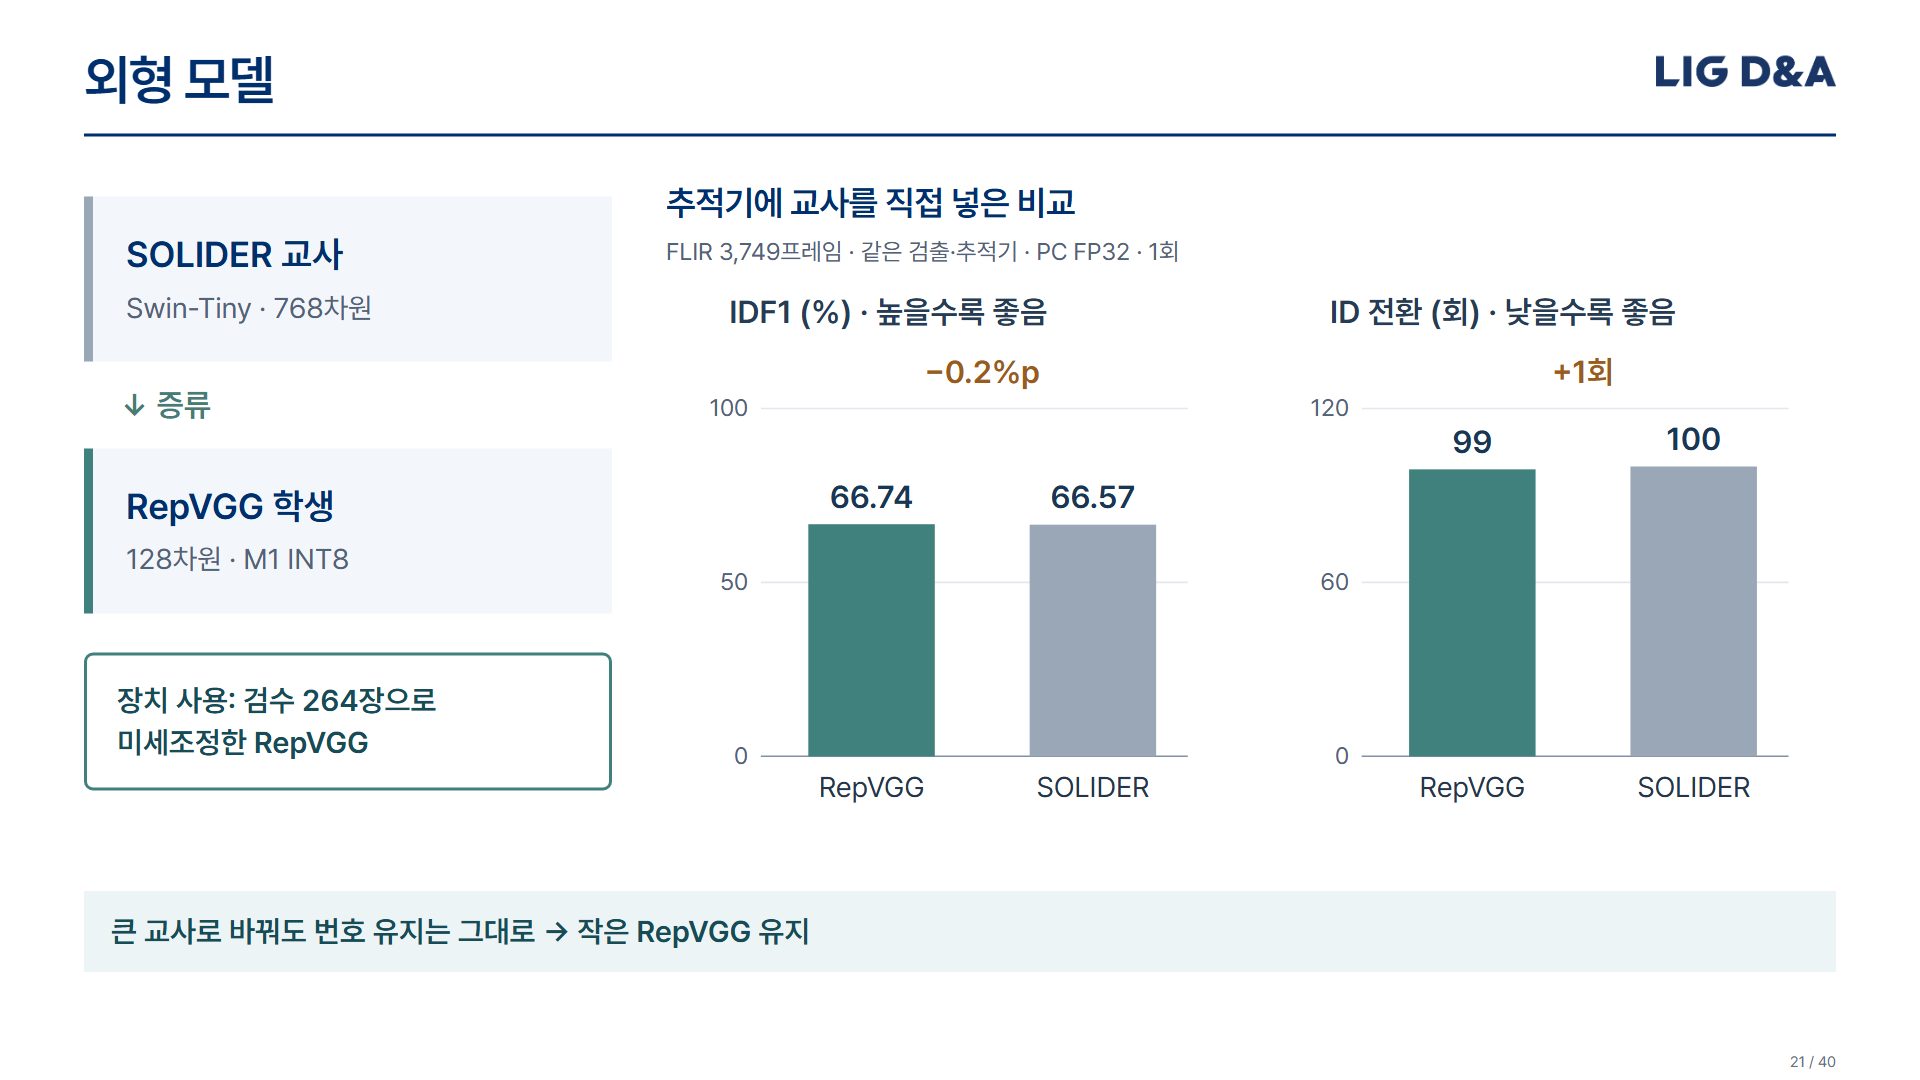 외형 모델
LIG D&A
SOLIDER 교사
Swin-Tiny · 768차원
↓ 증류
RepVGG 학생
128차원 · M1 INT8
장치 사용: 검수 264장으로
미세조정한 RepVGG
추적기에 교사를 직접 넣은 비교
FLIR 3,749프레임 · 같은 검출·추적기 · PC FP32 · 1회
IDF1 (%) · 높을수록 좋음
−0.2%p
100
50
0
66.74
66.57
RepVGG
SOLIDER
ID 전환 (회) · 낮을수록 좋음
+1회
120
60
0
99
100
RepVGG
SOLIDER
큰 교사로 바꿔도 번호 유지는 그대로 → 작은 RepVGG 유지
21 / 40